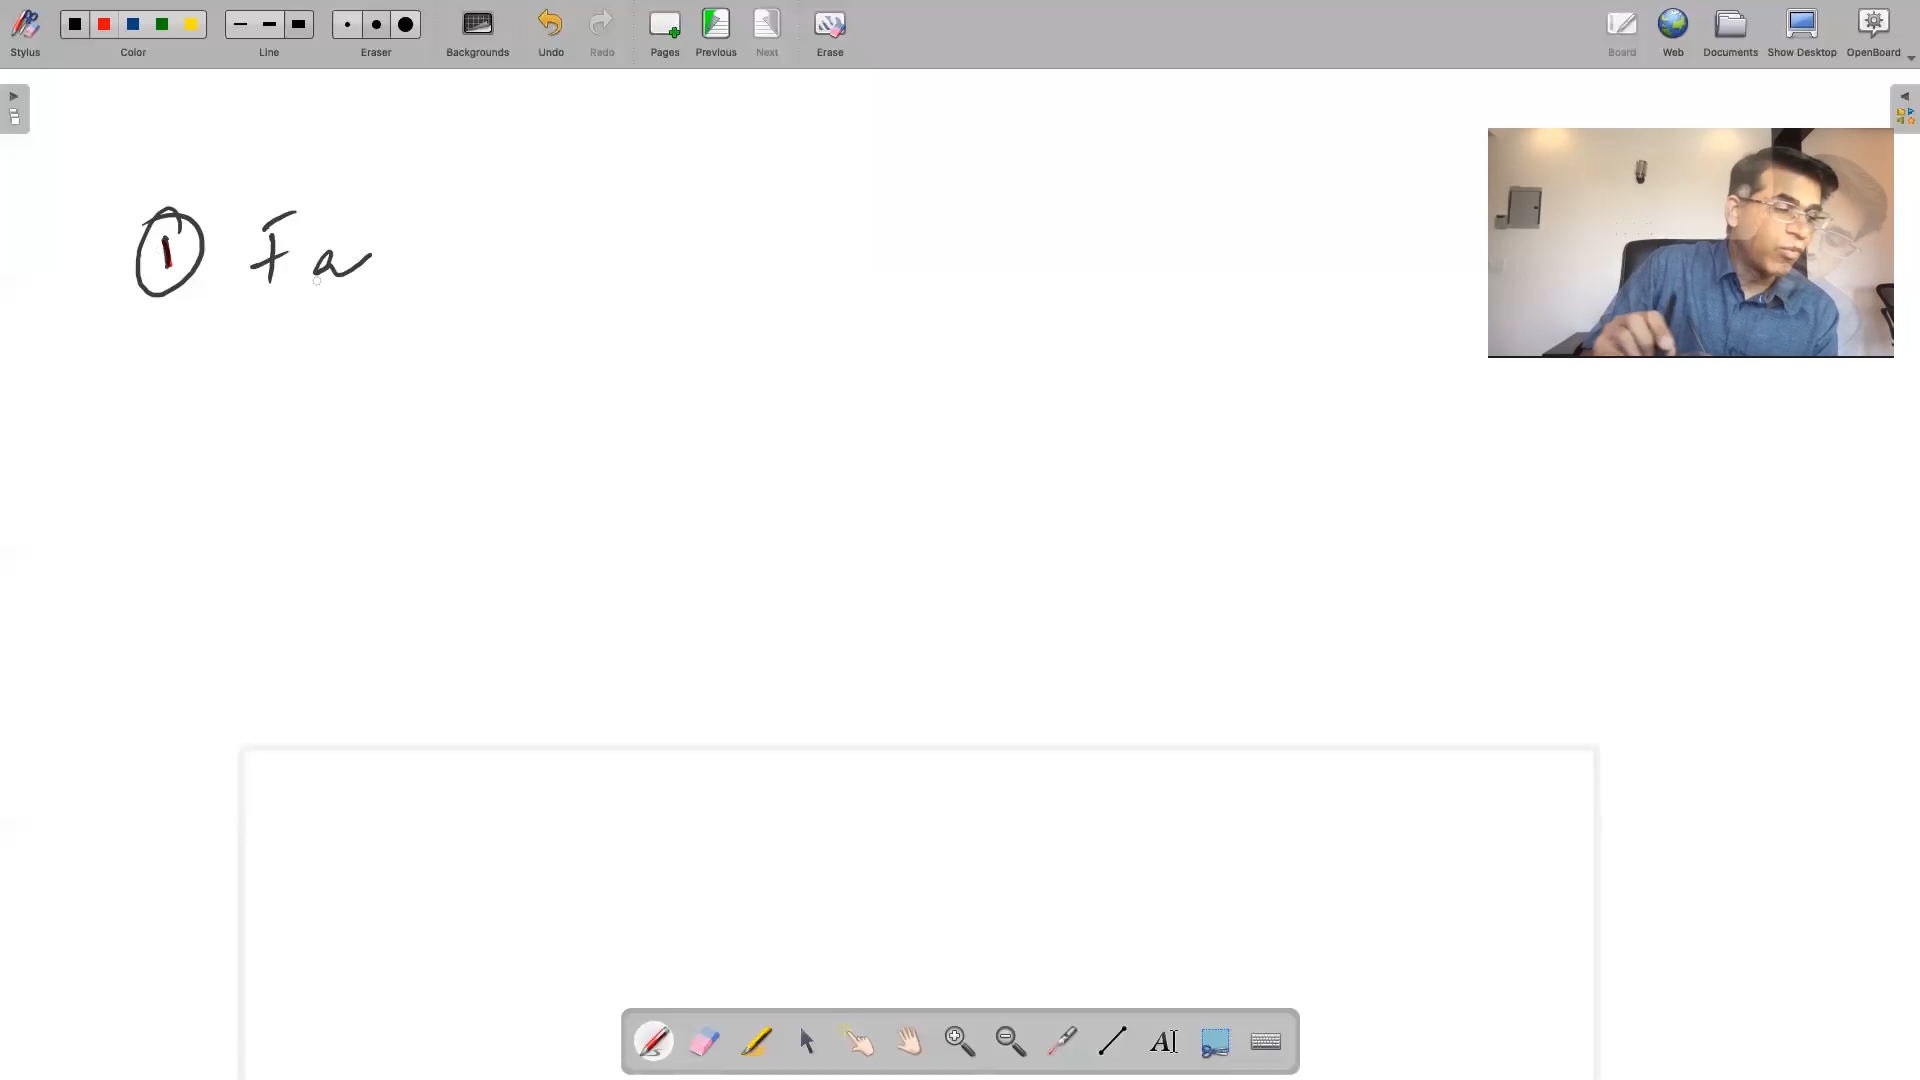 Stylus Color Line Eraser Backgrounds Undo Redo Pages Previous Next Erase Board Web Documents Show Desktop OpenBoard
① Fa